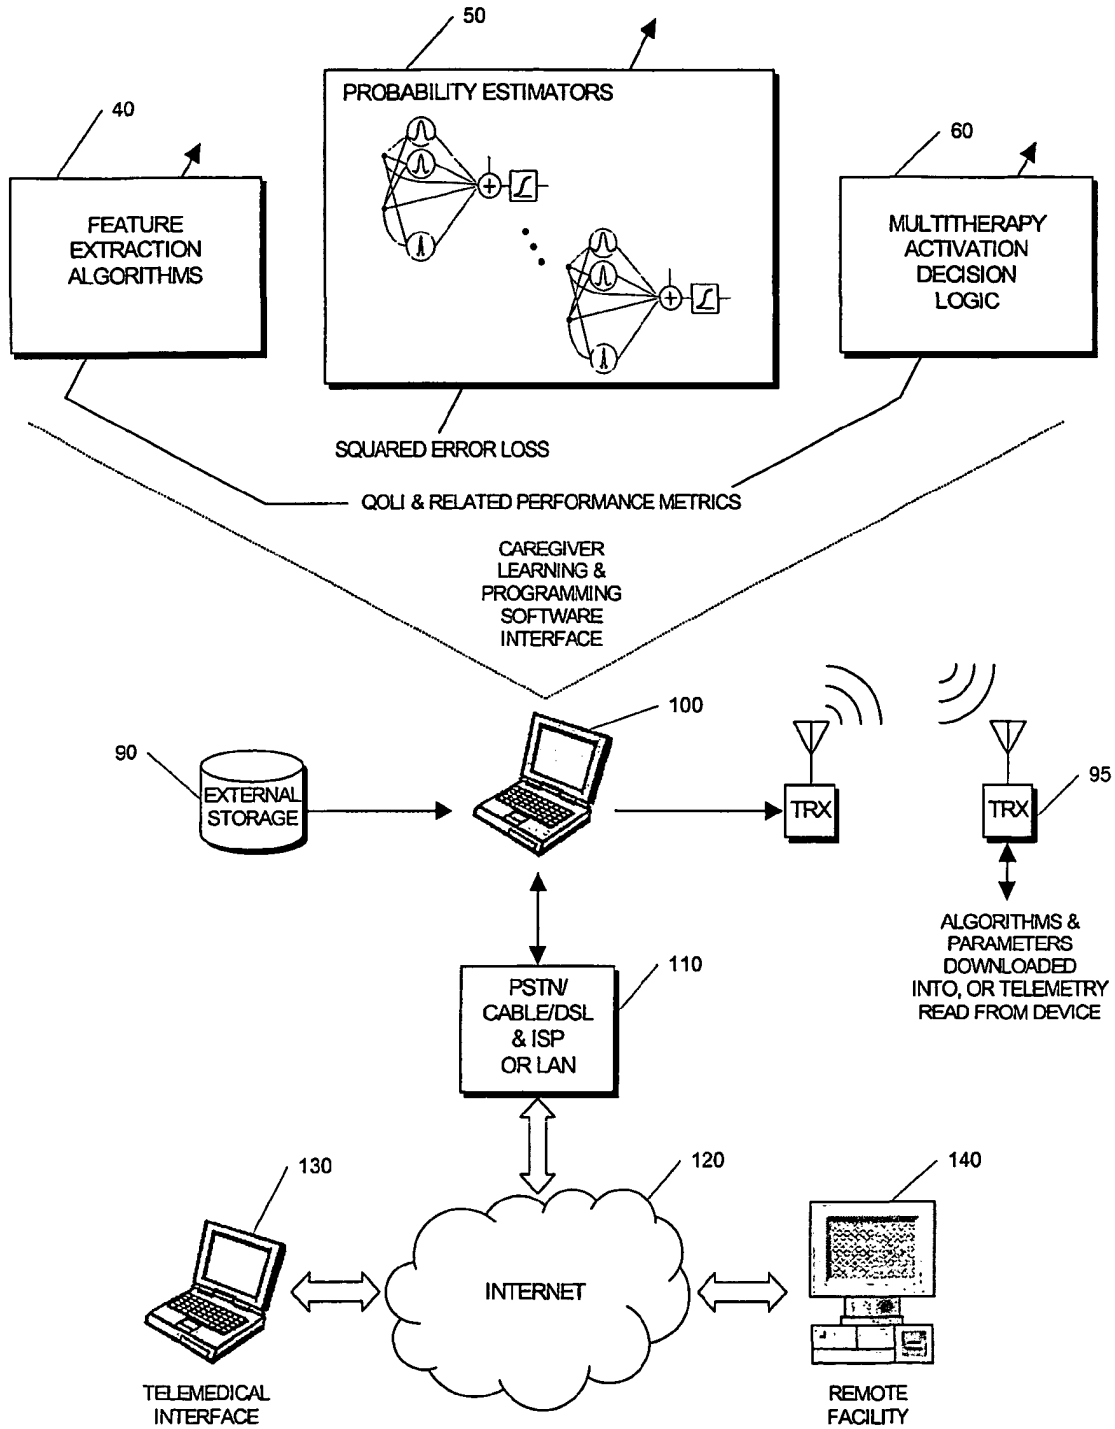 50
PROBABILITY ESTIMATORS
40
FEATURE
EXTRACTION
ALGORITHMS
60
MULTITHERAPY
ACTIVATION
DECISION
LOGIC
SQUARED ERROR LOSS
QOLI & RELATED PERFORMANCE METRICS
CAREGIVER
LEARNING &
PROGRAMMING
SOFTWARE
INTERFACE
100
90
EXTERNAL
STORAGE
TRX
TRX
95
ALGORITHMS &
PARAMETERS
DOWNLOADED
INTO, OR TELEMETRY
READ FROM DEVICE
110
PSTN/
CABLE/DSL
& ISP
OR LAN
130
120
140
INTERNET
TELEMEDICAL
INTERFACE
REMOTE
FACILITY